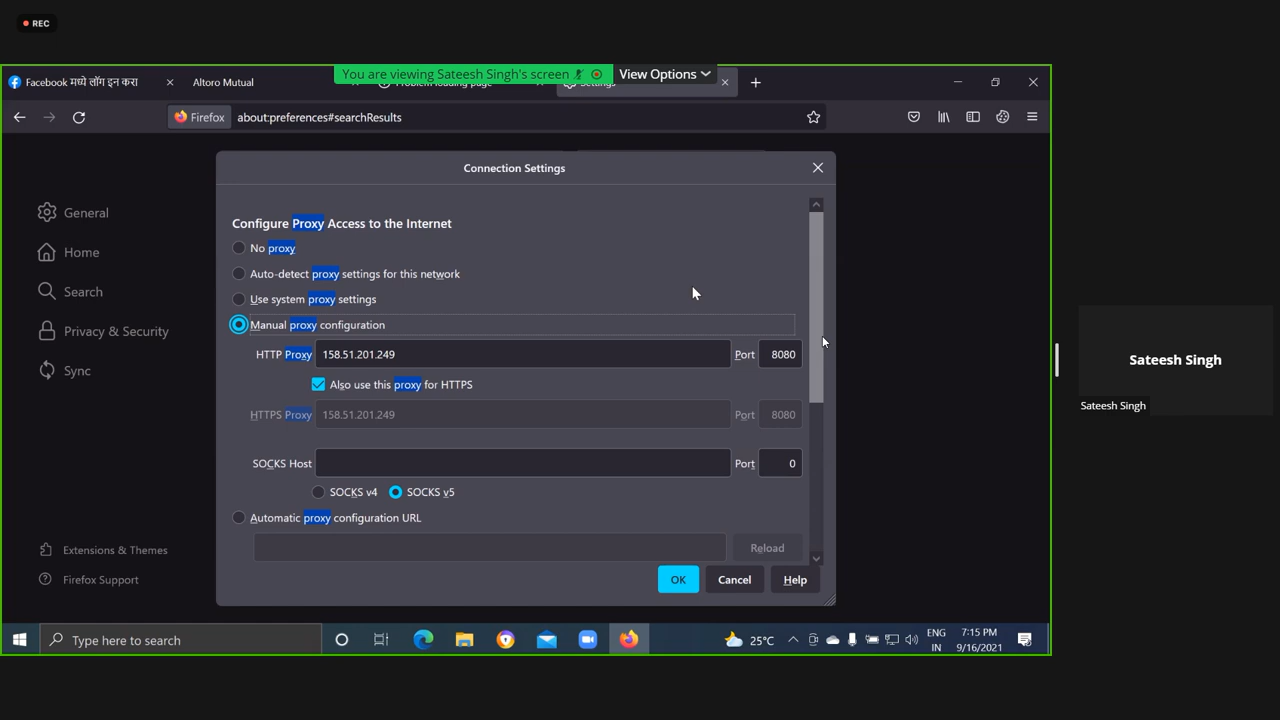 REC
You are viewing Sateesh Singh's screen
View Options
Facebook मध्ये लॉग इन करा
Altoro Mutual
Problem loading page
Settings
Firefox
about:preferences#searchResults
General
Home
Search
Privacy & Security
Sync
Extensions & Themes
Firefox Support
Connection Settings
Configure Proxy Access to the Internet
No proxy
Auto-detect proxy settings for this network
Use system proxy settings
Manual proxy configuration
HTTP Proxy 158.51.201.249 Port 8080
Also use this proxy for HTTPS
HTTPS Proxy 158.51.201.249 Port 8080
SOCKS Host Port 0
SOCKS v4 SOCKS v5
Automatic proxy configuration URL
Reload
OK Cancel Help
Sateesh Singh
Sateesh Singh
Type here to search
25°C
ENG
IN
7:15 PM
9/16/2021